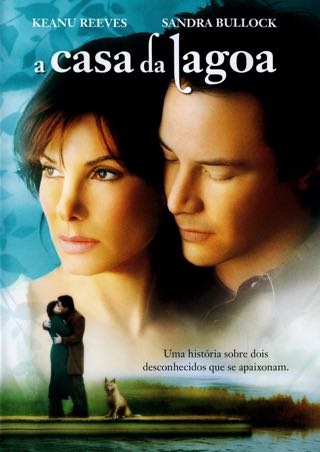 KEANU REEVES SANDRA BULLOCK
a casa da lagoa
Uma história sobre dois
desconhecidos que se apaixonam.